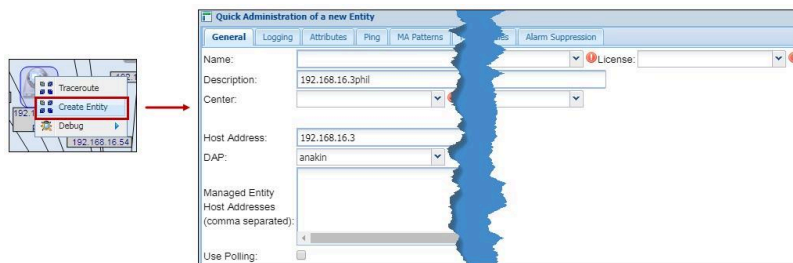 Quick Administration of a new Entity
General Logging Attributes Ping MA Patterns Alarm Suppression
Name: License:
Description: 192.168.16.3phil
Center:
Host Address: 192.168.16.3
DAP: anakin
Managed Entity
Host Addresses
(comma separated):
Use Polling:
Traceroute
Create Entity
Debug
192.168.16.54